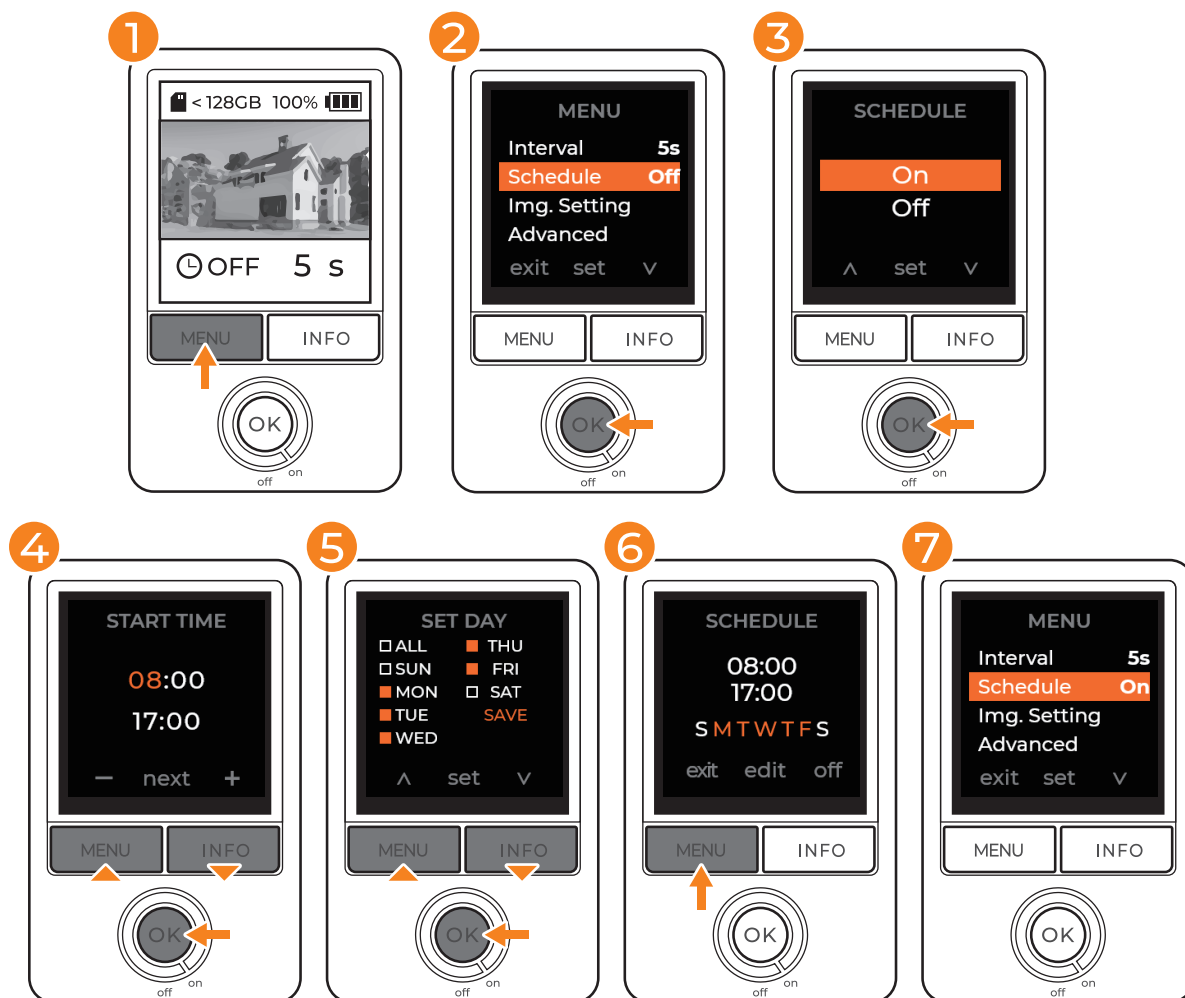 1
< 128GB 100%
OFF 5 s
MENU INFO
OK
off on
2
MENU
Interval 5s
Schedule Off
Img. Setting
Advanced
exit set v
MENU INFO
OK
off on
3
SCHEDULE
On
Off
^ set v
MENU INFO
OK
off on
4
START TIME
08:00
17:00
– next +
MENU INFO
OK
off on
5
SET DAY
ALL THU
SUN FRI
MON SAT
TUE SAVE
WED
^ set v
MENU INFO
OK
off on
6
SCHEDULE
08:00
17:00
S M T W T F S
exit edit off
MENU INFO
OK
off on
7
MENU
Interval 5s
Schedule On
Img. Setting
Advanced
exit set v
MENU INFO
OK
off on